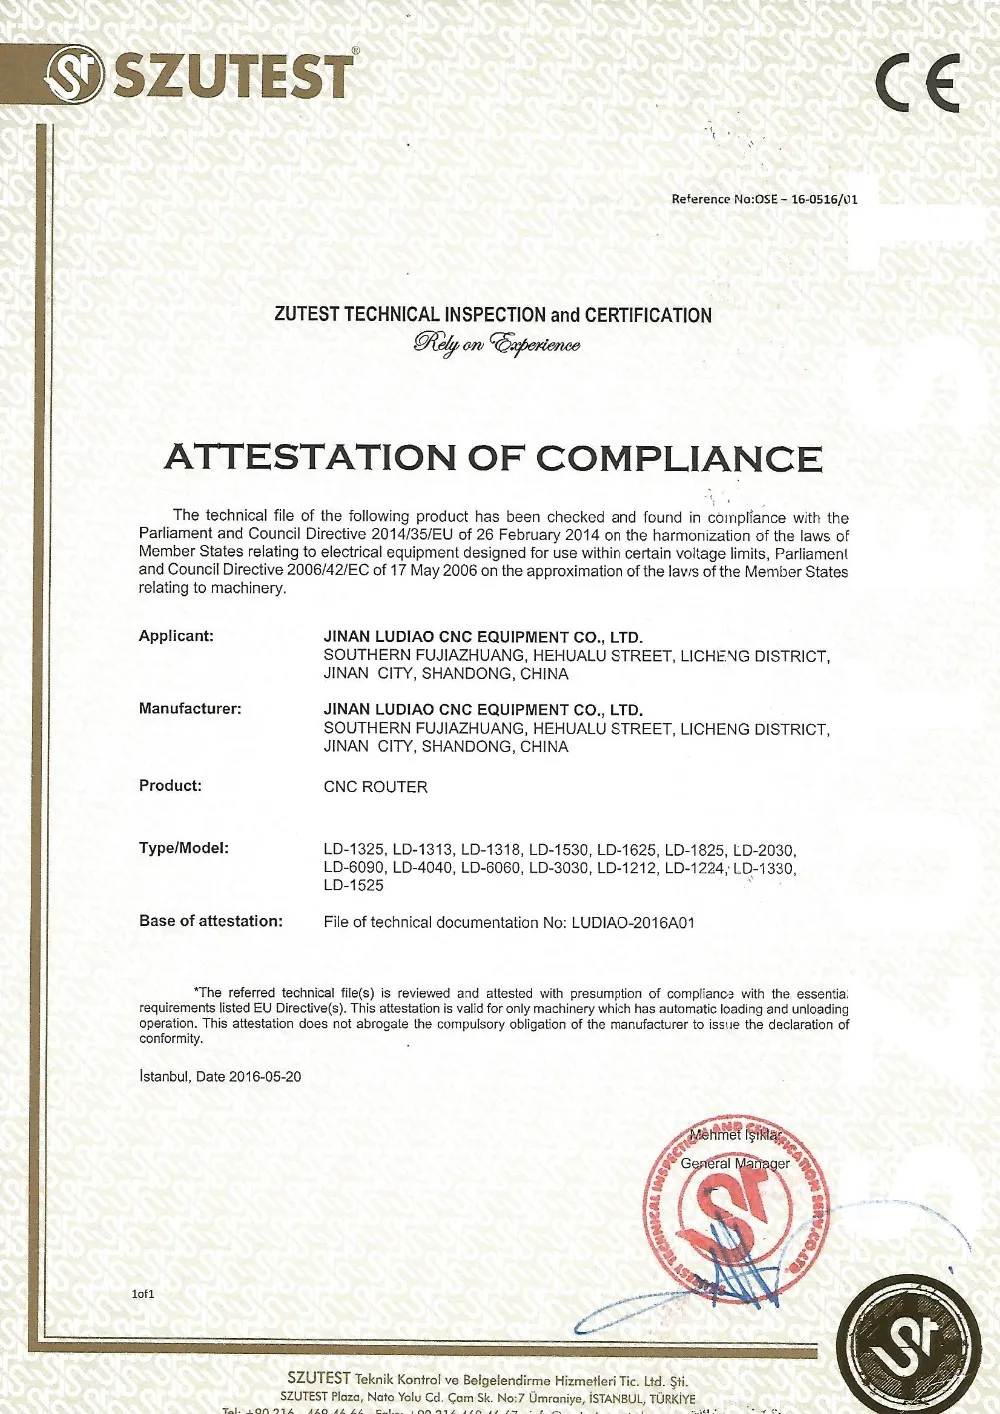 SZUTEST®
CE
Reference No:OSE – 16-0516/01
ZUTEST TECHNICAL INSPECTION and CERTIFICATION
Rely on Experience
ATTESTATION OF COMPLIANCE
The technical file of the following product has been checked and found in compliance with the
Parliament and Council Directive 2014/35/EU of 26 February 2014 on the harmonization of the laws of
Member States relating to electrical equipment designed for use within certain voltage limits, Parliament
and Council Directive 2006/42/EC of 17 May 2006 on the approximation of the laws of the Member States
relating to machinery.
Applicant: JINAN LUDIAO CNC EQUIPMENT CO., LTD.
SOUTHERN FUJIAZHUANG, HEHUALU STREET, LICHENG DISTRICT,
JINAN CITY, SHANDONG, CHINA
Manufacturer: JINAN LUDIAO CNC EQUIPMENT CO., LTD.
SOUTHERN FUJIAZHUANG, HEHUALU STREET, LICHENG DISTRICT,
JINAN CITY, SHANDONG, CHINA
Product: CNC ROUTER
Type/Model: LD-1325, LD-1313, LD-1318, LD-1530, LD-1625, LD-1825, LD-2030,
LD-6090, LD-4040, LD-6060, LD-3030, LD-1212, LD-1224, LD-1330,
LD-1525
Base of attestation: File of technical documentation No: LUDIAO-2016A01
*The referred technical file(s) is reviewed and attested with presumption of compliance with the essential
requirements listed EU Directive(s). This attestation is valid for only machinery which has automatic loading and unloading
operation. This attestation does not abrogate the compulsory obligation of the manufacturer to issue the declaration of
conformity.
İstanbul, Date 2016-05-20
Mehmet Işıklar
General Manager
SZUTEST TECHNICAL INSPECTION AND CERTIFICATION SERV.CO.LTD.
1of1
SZUTEST Teknik Kontrol ve Belgelendirme Hizmetleri Tic. Ltd. Şti.
SZUTEST Plaza, Nato Yolu Cd. Çam Sk. No:7 Ümraniye, İSTANBUL, TÜRKİYE
Tel: +90 216